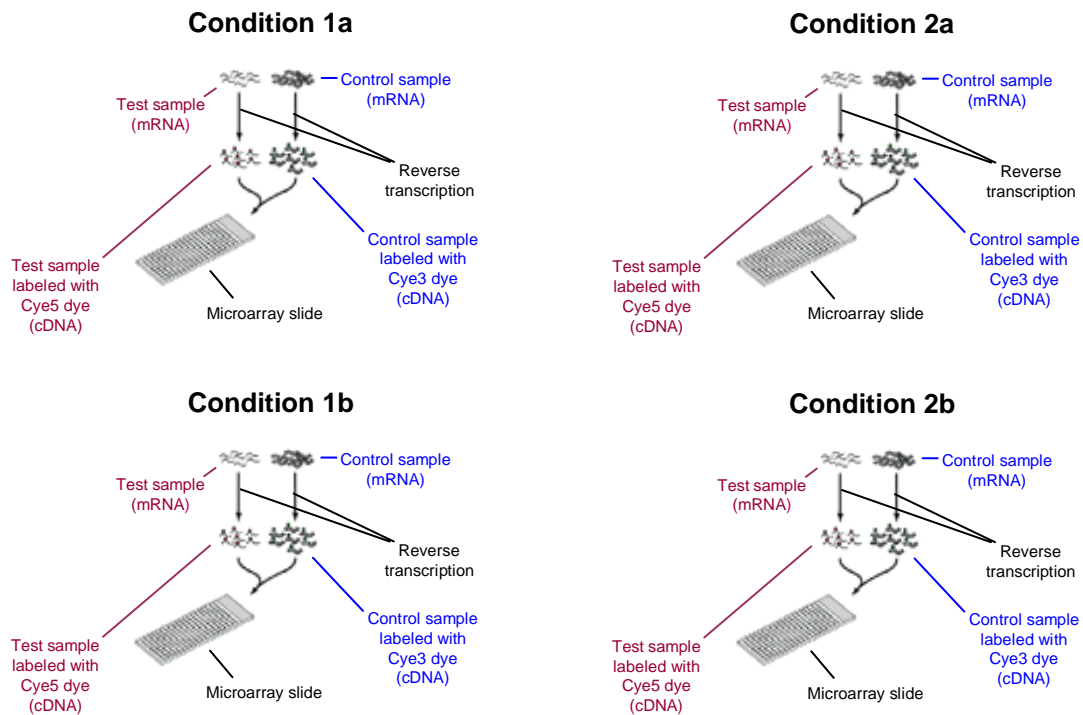 Condition 1a
Control sample
(mRNA)
Test sample
(mRNA)
Reverse
transcription
Control sample
labeled with
Cye3 dye
(cDNA)
Test sample
labeled with
Cye5 dye
(cDNA)
Microarray slide
Condition 2a
Control sample
(mRNA)
Test sample
(mRNA)
Reverse
transcription
Control sample
labeled with
Cye3 dye
(cDNA)
Test sample
labeled with
Cye5 dye
(cDNA)
Microarray slide
Condition 1b
Control sample
(mRNA)
Test sample
(mRNA)
Reverse
transcription
Control sample
labeled with
Cye3 dye
(cDNA)
Test sample
labeled with
Cye5 dye
(cDNA)
Microarray slide
Condition 2b
Control sample
(mRNA)
Test sample
(mRNA)
Reverse
transcription
Control sample
labeled with
Cye3 dye
(cDNA)
Test sample
labeled with
Cye5 dye
(cDNA)
Microarray slide